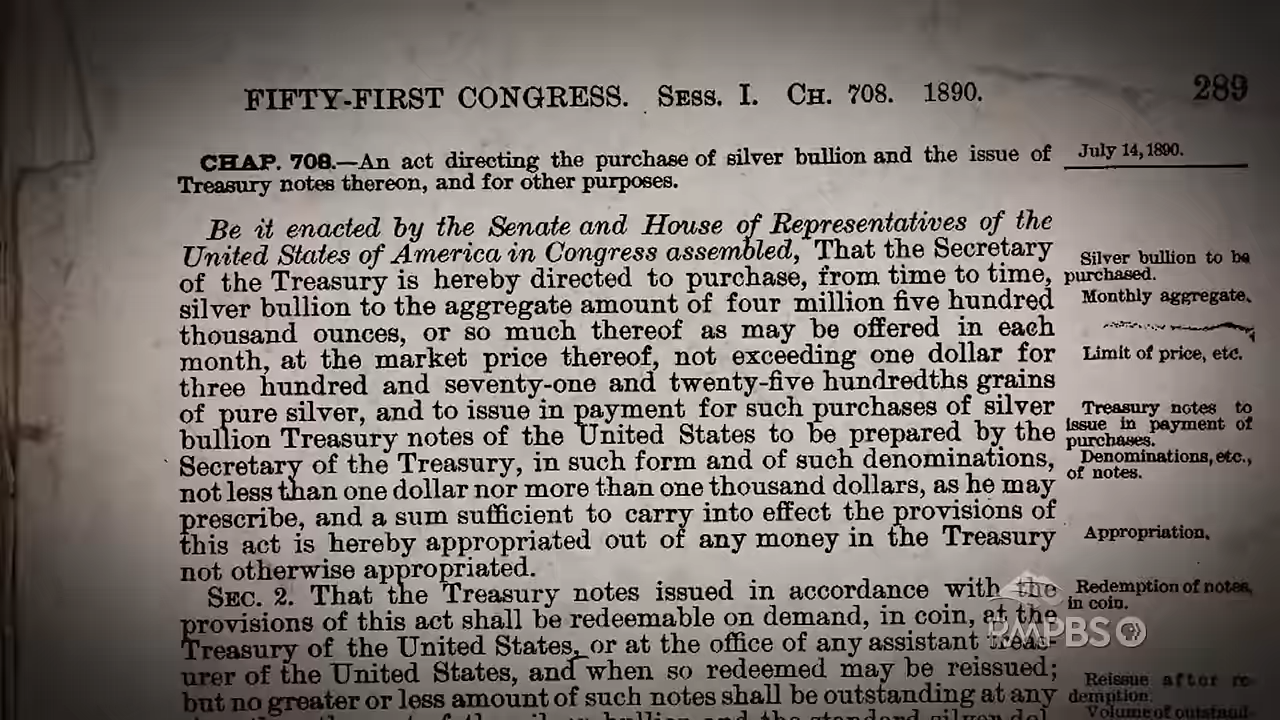 FIFTY-FIRST CONGRESS. SESS. I. CH. 708. 1890.
289
CHAP. 708.—An act directing the purchase of silver bullion and the issue of
Treasury notes thereon, and for other purposes.
July 14, 1890.
Be it enacted by the Senate and House of Representatives of the
United States of America in Congress assembled, That the Secretary
of the Treasury is hereby directed to purchase, from time to time,
silver bullion to the aggregate amount of four million five hundred
thousand ounces, or so much thereof as may be offered in each
month, at the market price thereof, not exceeding one dollar for
three hundred and seventy-one and twenty-five hundredths grains
of pure silver, and to issue in payment for such purchases of silver
bullion Treasury notes of the United States to be prepared by the
Secretary of the Treasury, in such form and of such denominations,
not less than one dollar nor more than one thousand dollars, as he may
prescribe, and a sum sufficient to carry into effect the provisions of
this act is hereby appropriated out of any money in the Treasury
not otherwise appropriated.
SEC. 2. That the Treasury notes issued in accordance with the
provisions of this act shall be redeemable on demand, in coin, at the
Treasury of the United States, or at the office of any assistant treas-
urer of the United States, and when so redeemed may be reissued;
but no greater or less amount of such notes shall be outstanding at any
Silver bullion to be
purchased.
Monthly aggregate.
Limit of price, etc.
Treasury notes to
issue in payment of
purchases.
Denominations, etc.,
of notes.
Appropriation.
Redemption of notes
in coin.
Reissue after re-
demption.
Volume of outstand-
RMPBS